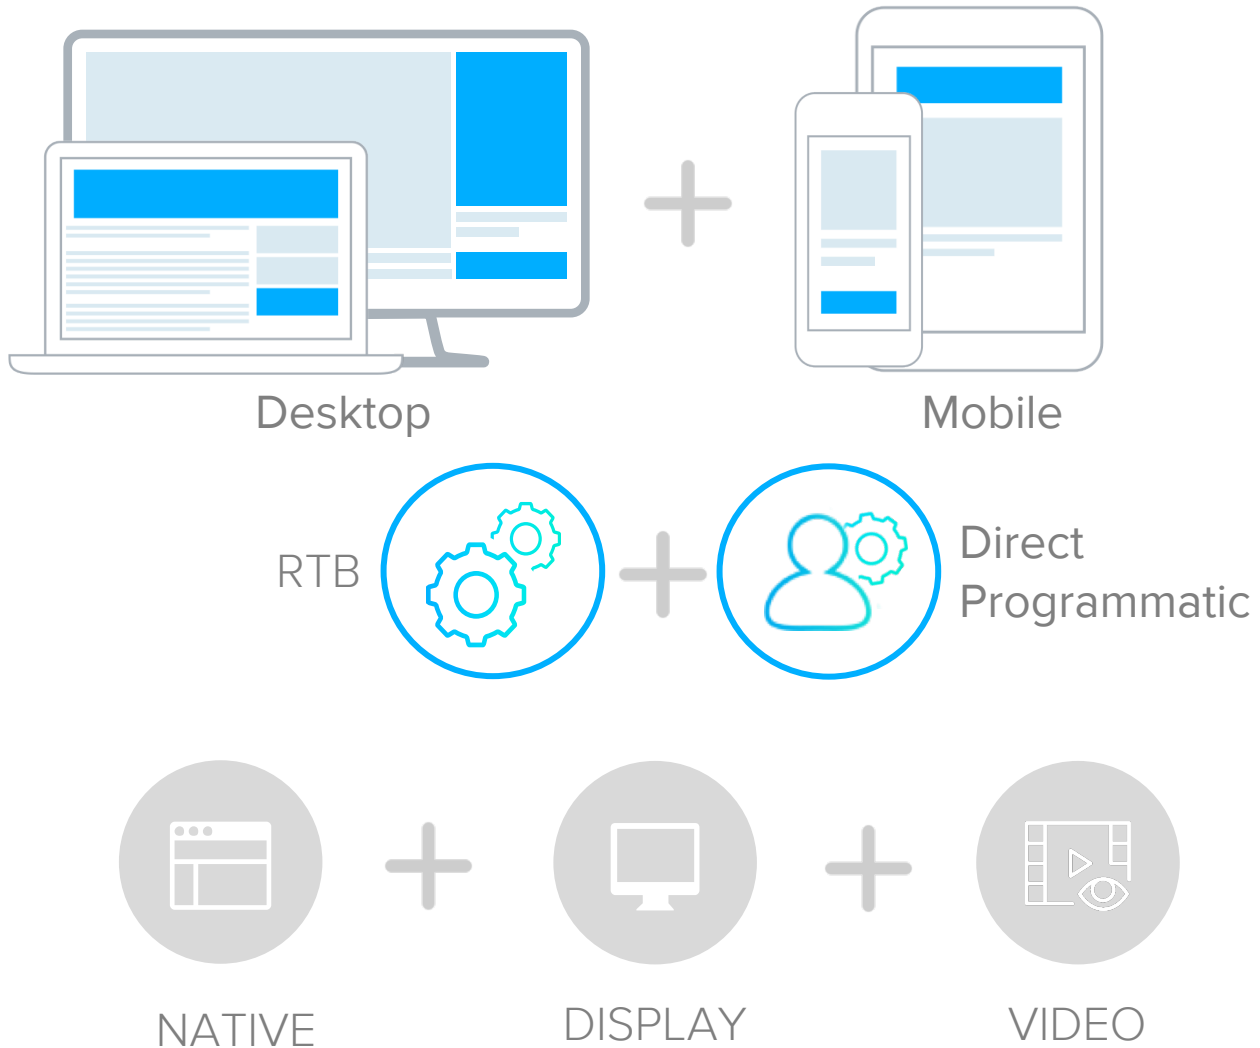 Desktop
Mobile
RTB
Direct
Programmatic
NATIVE
DISPLAY
VIDEO